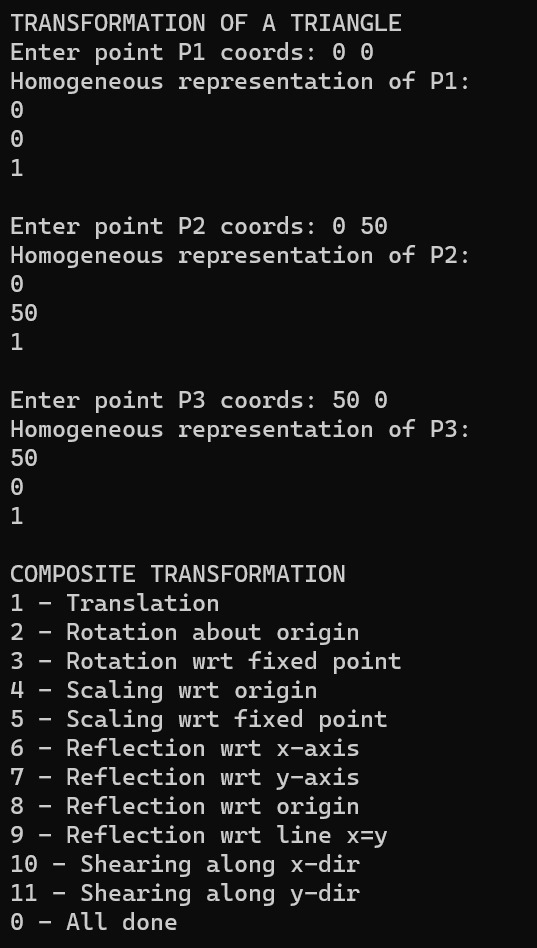 TRANSFORMATION OF A TRIANGLE
Enter point P1 coords: 0 0
Homogeneous representation of P1:
0
0
1
Enter point P2 coords: 0 50
Homogeneous representation of P2:
0
50
1
Enter point P3 coords: 50 0
Homogeneous representation of P3:
50
0
1
COMPOSITE TRANSFORMATION
1 - Translation
2 - Rotation about origin
3 - Rotation wrt fixed point
4 - Scaling wrt origin
5 - Scaling wrt fixed point
6 - Reflection wrt x-axis
7 - Reflection wrt y-axis
8 - Reflection wrt origin
9 - Reflection wrt line x=y
10 - Shearing along x-dir
11 - Shearing along y-dir
0 - All done